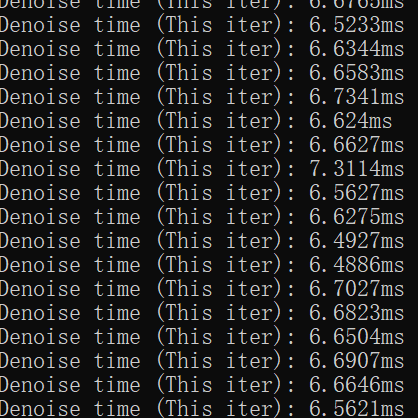 Denoise time (This iter): 6.6765ms
Denoise time (This iter): 6.5233ms
Denoise time (This iter): 6.6344ms
Denoise time (This iter): 6.6583ms
Denoise time (This iter): 6.7341ms
Denoise time (This iter): 6.624ms
Denoise time (This iter): 6.6627ms
Denoise time (This iter): 7.3114ms
Denoise time (This iter): 6.5627ms
Denoise time (This iter): 6.6275ms
Denoise time (This iter): 6.4927ms
Denoise time (This iter): 6.4886ms
Denoise time (This iter): 6.7027ms
Denoise time (This iter): 6.6823ms
Denoise time (This iter): 6.6504ms
Denoise time (This iter): 6.6907ms
Denoise time (This iter): 6.6646ms
Denoise time (This iter): 6.5621ms